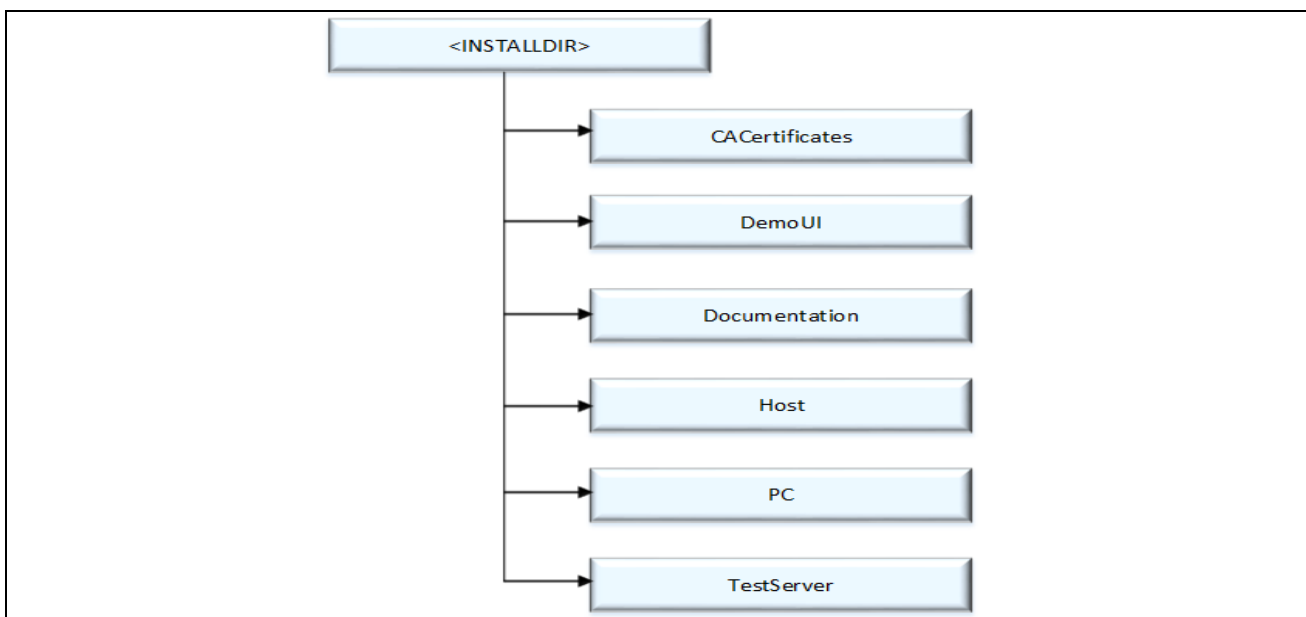 <INSTALLDIR>
CACertificates
DemoUI
Documentation
Host
PC
TestServer